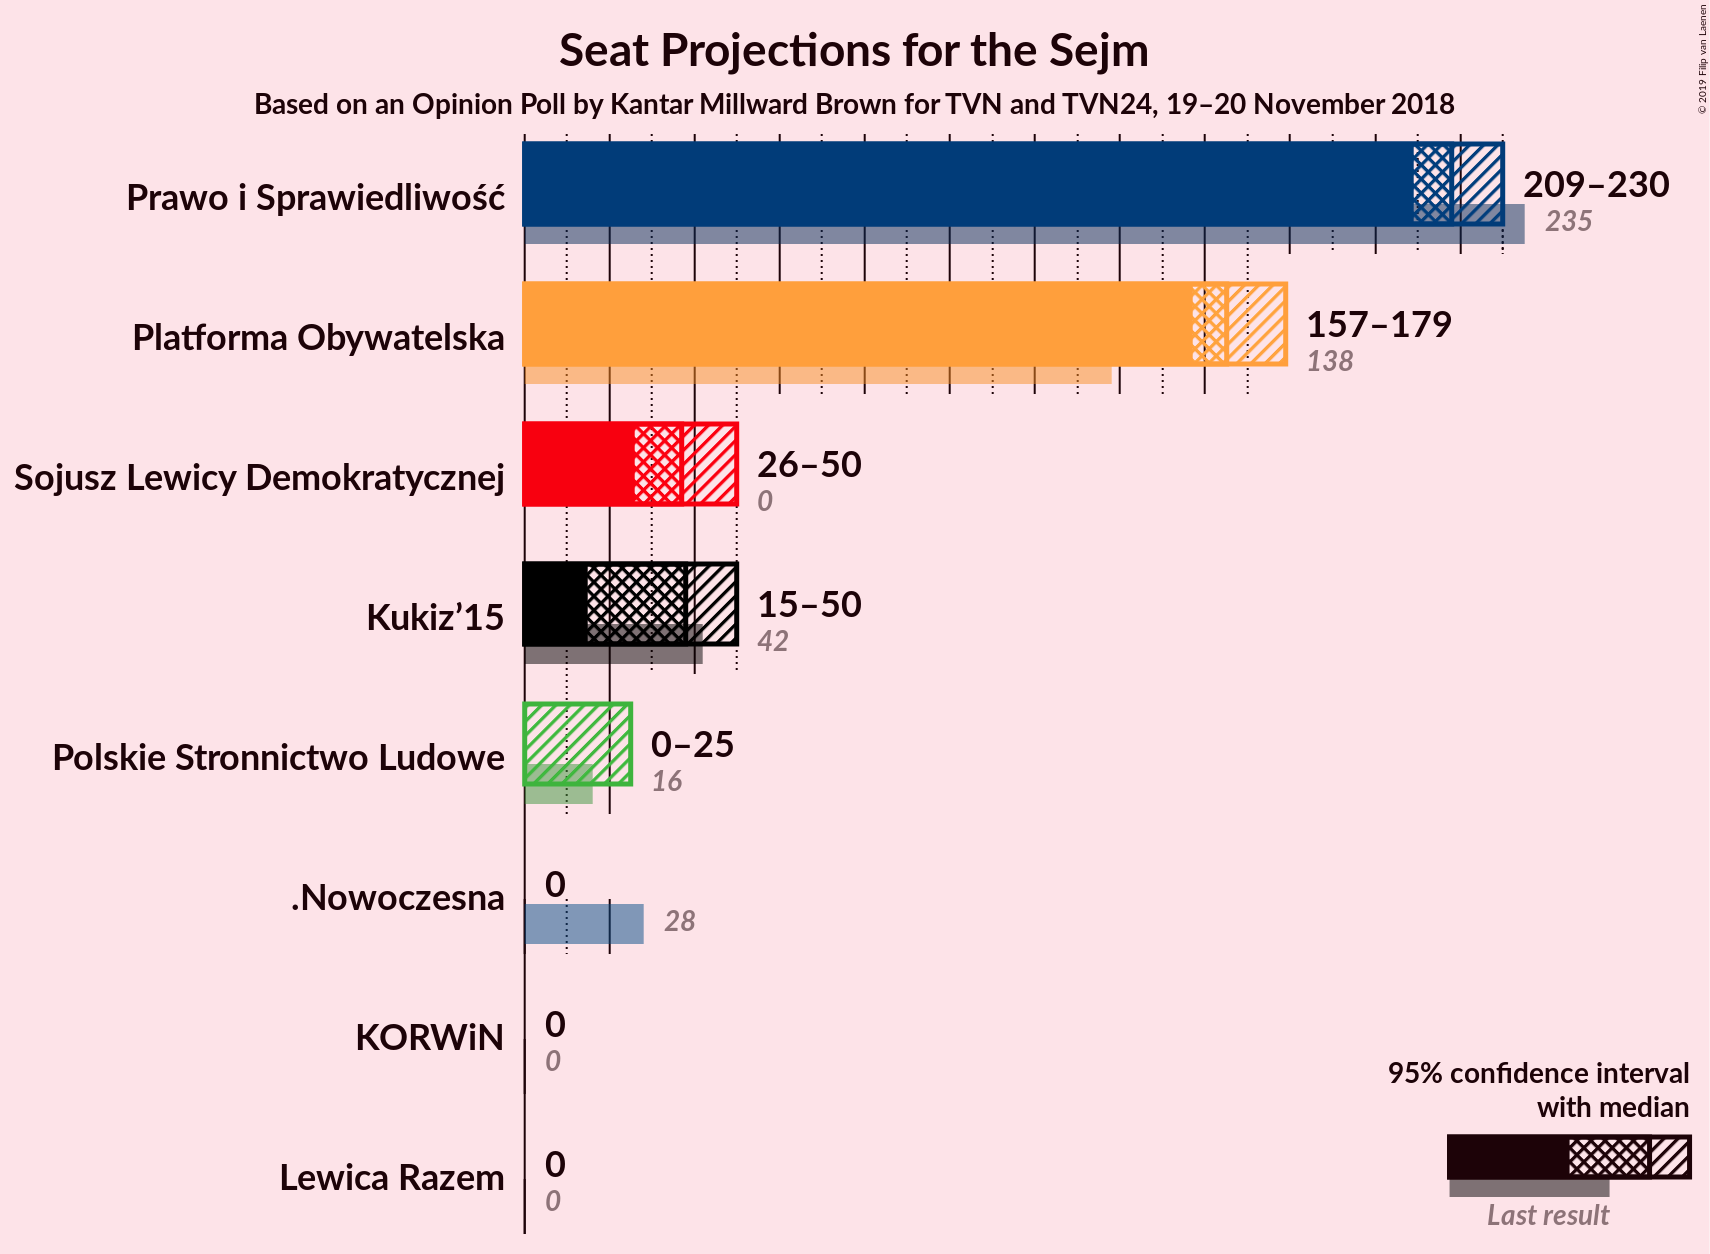 Seat Projections for the Sejm
Based on an Opinion Poll by Kantar Millward Brown for TVN and TVN24, 19–20 November 2018
© 2019 Filip van Laenen
Prawo i Sprawiedliwość
209–230
235
Platforma Obywatelska
157–179
138
Sojusz Lewicy Demokratycznej
26–50
0
Kukiz’15
15–50
42
Polskie Stronnictwo Ludowe
0–25
16
.Nowoczesna
0
28
KORWiN
0
0
Lewica Razem
0
0
95% confidence interval
with median
Last result